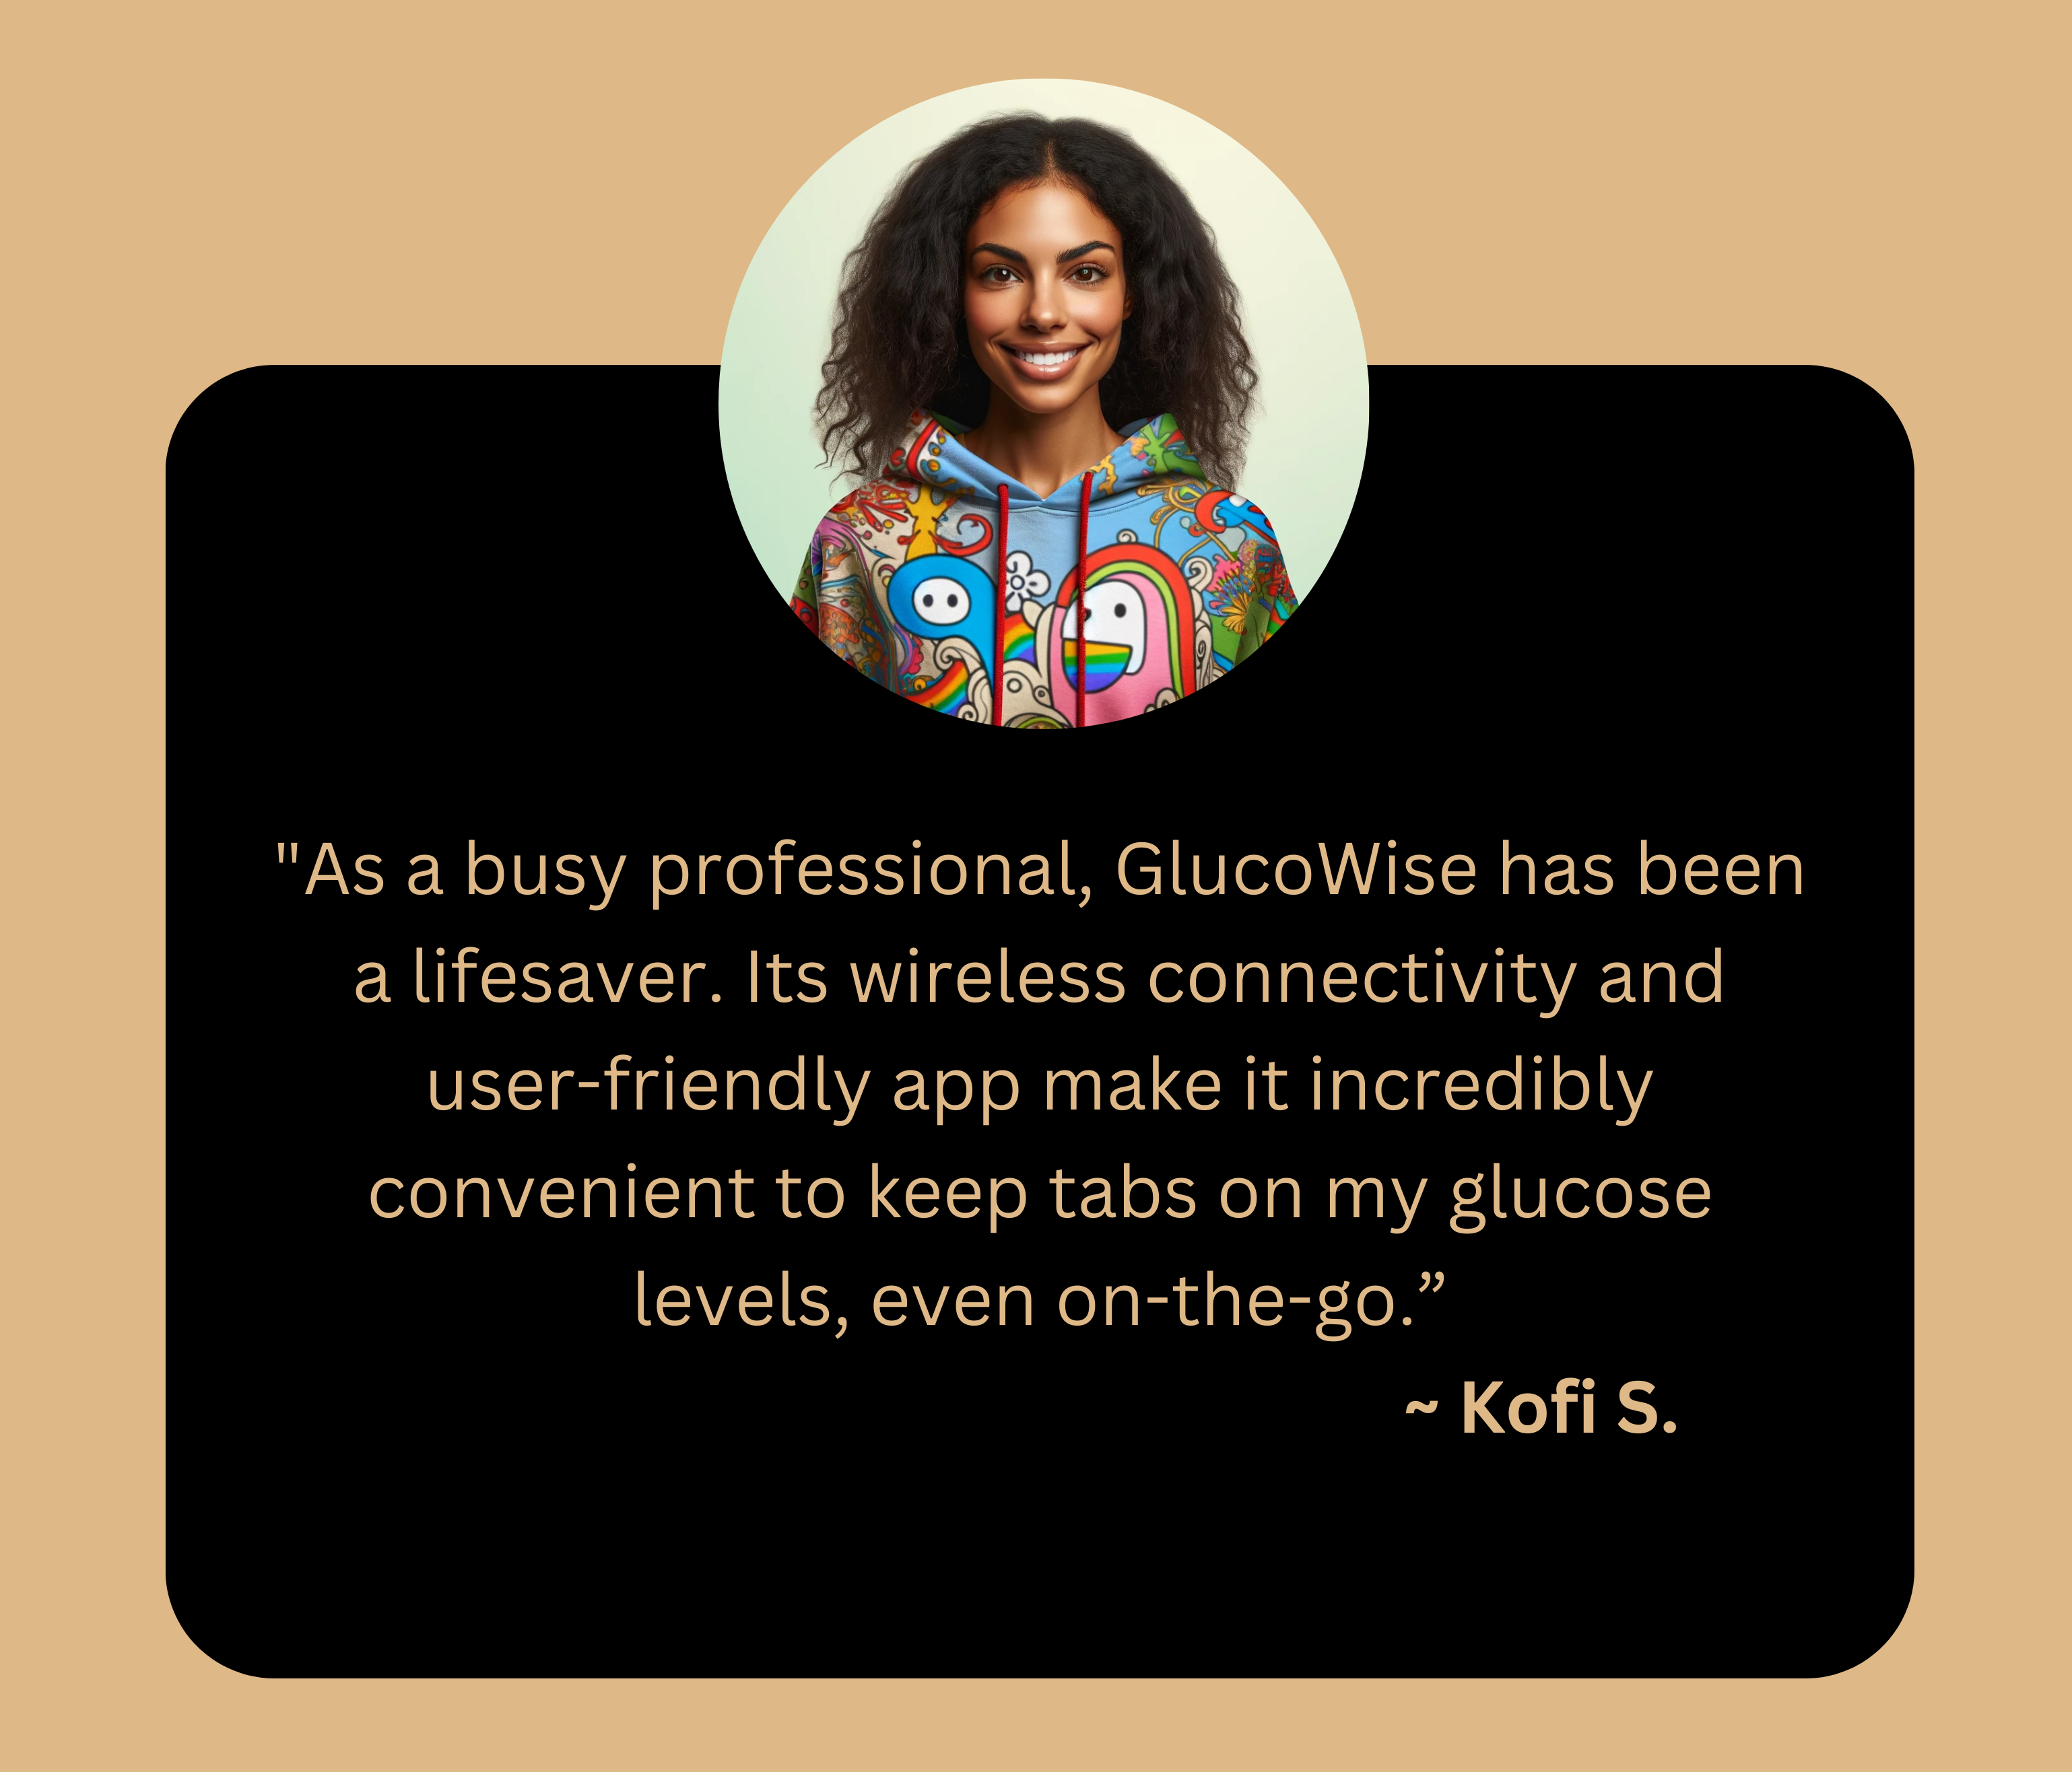 "As a busy professional, GlucoWise has been
a lifesaver. Its wireless connectivity and
user-friendly app make it incredibly
convenient to keep tabs on my glucose
levels, even on-the-go.”
~ Kofi S.